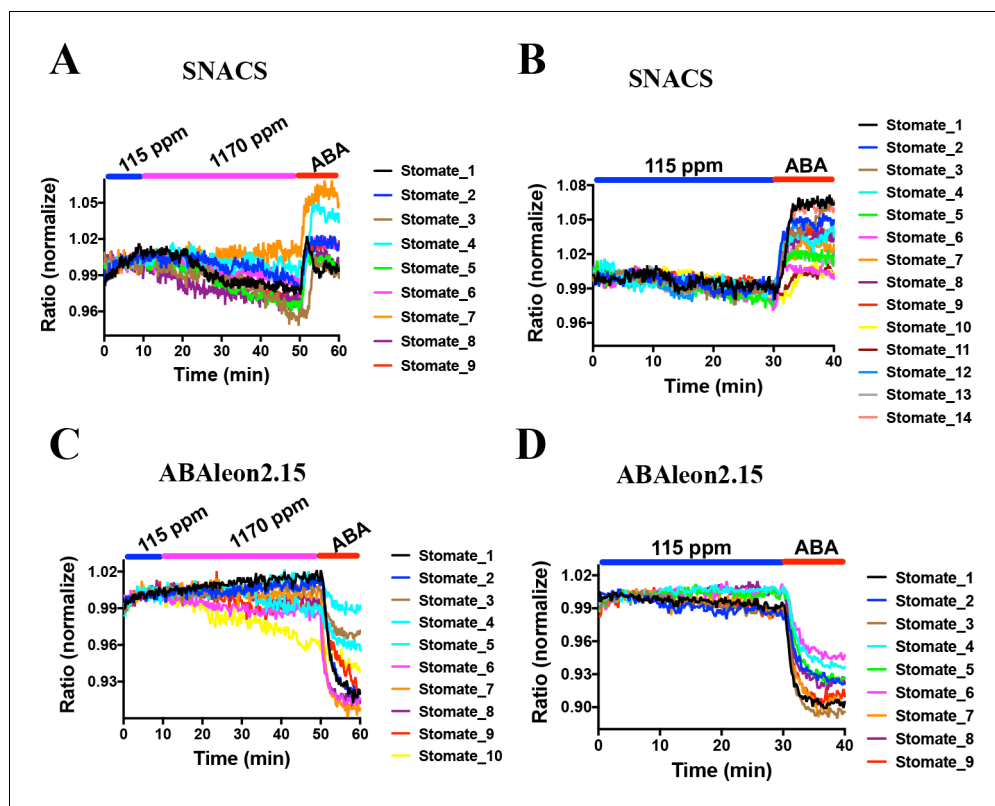 A
SNACS
115 ppm
1170 ppm
ABA
Ratio (normalize)
1.05
1.02
0.99
0.96
0
10
20
30
40
50
60
Time (min)
Stomate_1
Stomate_2
Stomate_3
Stomate_4
Stomate_5
Stomate_6
Stomate_7
Stomate_8
Stomate_9
B
SNACS
115 ppm
ABA
Ratio (normalize)
1.08
1.05
1.02
0.99
0.96
0
10
20
30
40
Time (min)
Stomate_1
Stomate_2
Stomate_3
Stomate_4
Stomate_5
Stomate_6
Stomate_7
Stomate_8
Stomate_9
Stomate_10
Stomate_11
Stomate_12
Stomate_13
Stomate_14
C
ABAleon2.15
115 ppm
1170 ppm
ABA
Ratio (normalize)
1.02
0.99
0.96
0.93
0
10
20
30
40
50
60
Time (min)
Stomate_1
Stomate_2
Stomate_3
Stomate_4
Stomate_5
Stomate_6
Stomate_7
Stomate_8
Stomate_9
Stomate_10
D
ABAleon2.15
115 ppm
ABA
Ratio (normalize)
1.02
0.99
0.96
0.93
0.90
0
10
20
30
40
Time (min)
Stomate_1
Stomate_2
Stomate_3
Stomate_4
Stomate_5
Stomate_6
Stomate_7
Stomate_8
Stomate_9